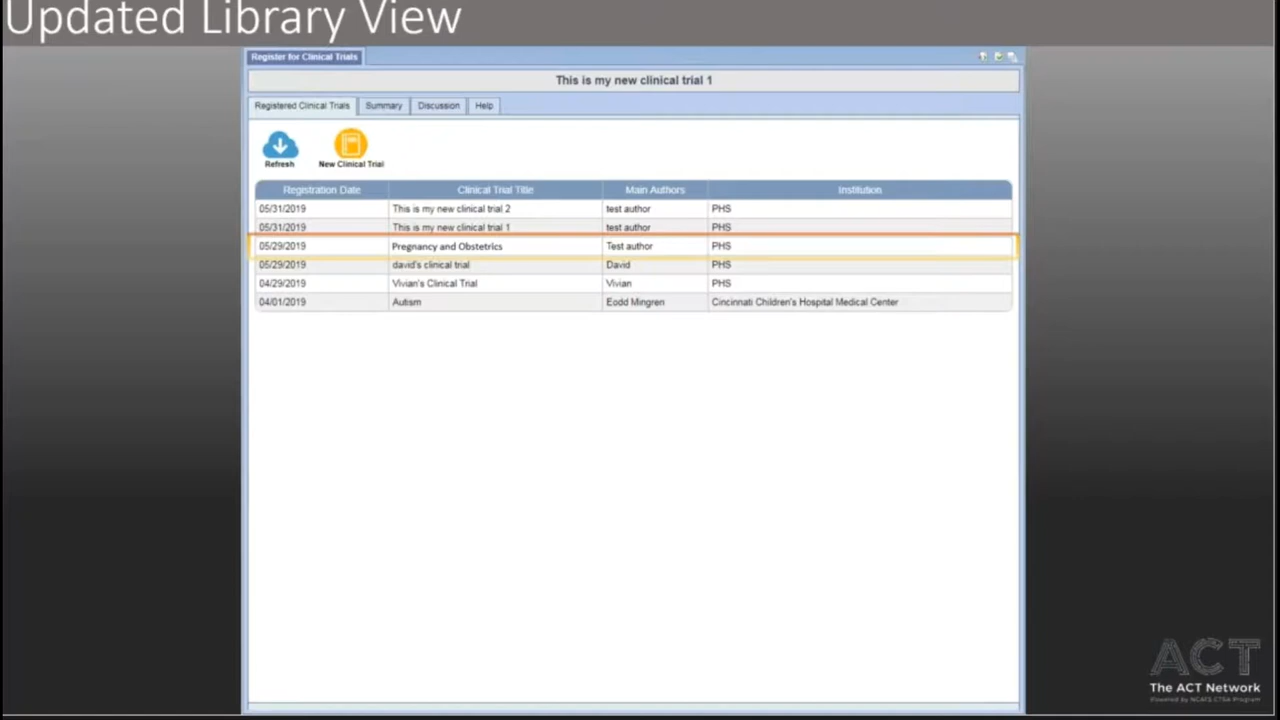 Updated Library View
Register for Clinical Trials
This is my new clinical trial 1
Registered Clinical Trials Summary Discussion Help
Refresh New Clinical Trial
Registration Date Clinical Trial Title Main Authors Institution
05/31/2019 This is my new clinical trial 2 test author PHS
05/31/2019 This is my new clinical trial 1 test author PHS
05/29/2019 Pregnancy and Obstetrics Test author PHS
05/29/2019 david's clinical trial David PHS
04/29/2019 Vivian's Clinical Trial Vivian PHS
04/01/2019 Autism Eodd Mingren Cincinnati Children's Hospital Medical Center
ACT
The ACT Network
Powered by NCATS CTSA Program